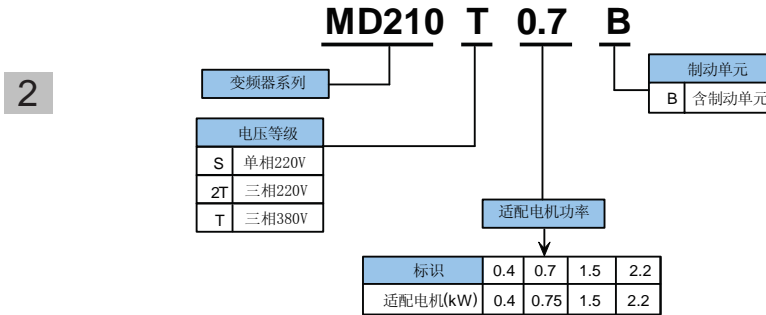 MD210 T 0.7 B
2
变频器系列
制动单元
B 含制动单元
电压等级
S 单相220V
2T 三相220V
T 三相380V
适配电机功率
标识 0.4 0.7 1.5 2.2
适配电机(kW) 0.4 0.75 1.5 2.2